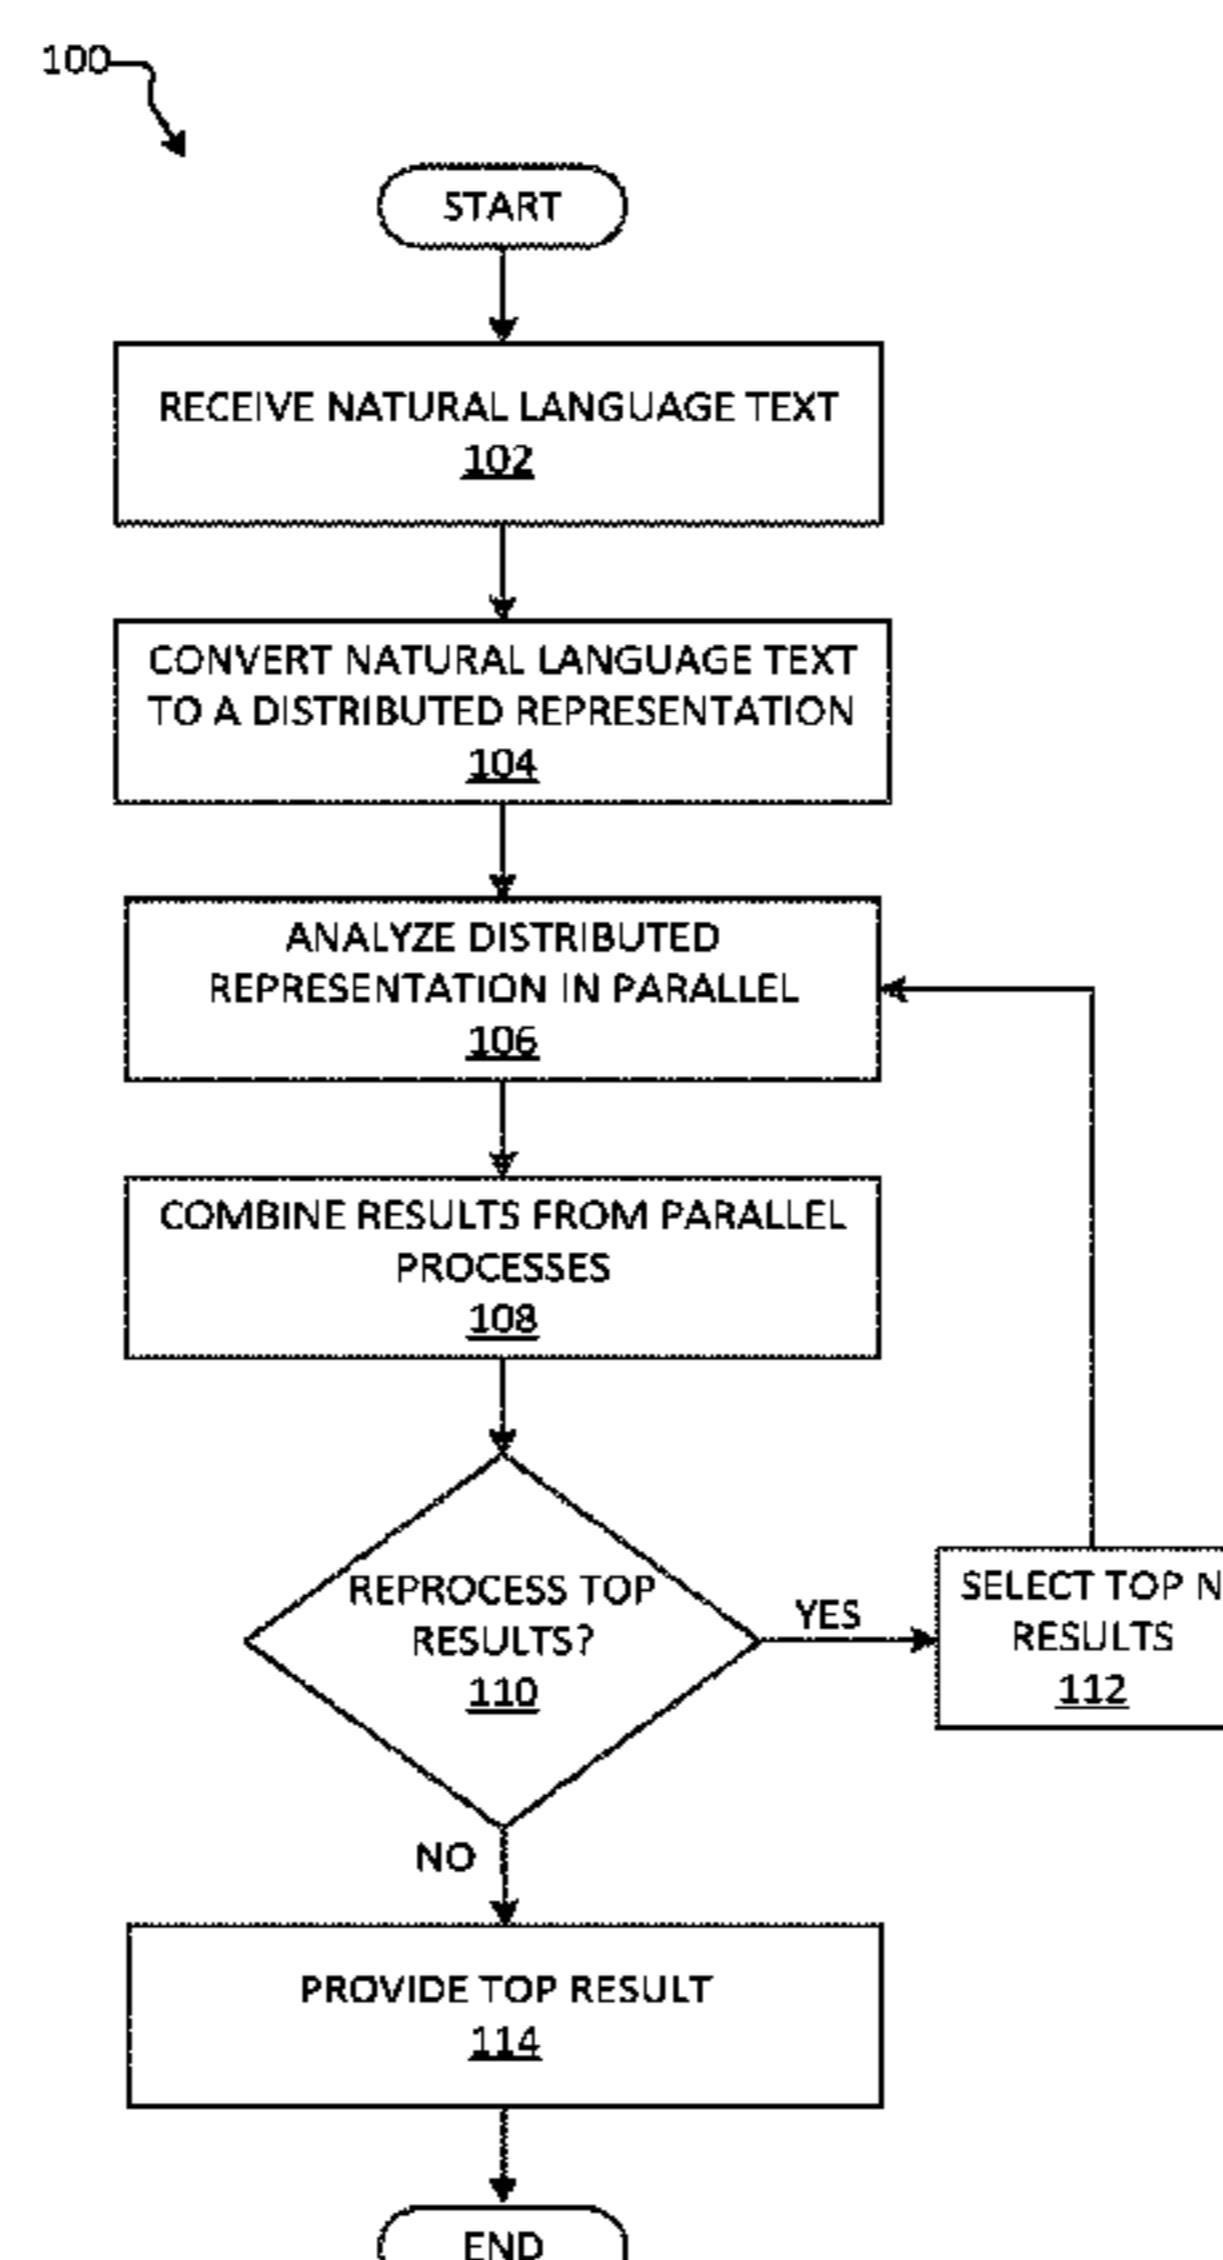 100
START
RECEIVE NATURAL LANGUAGE TEXT
102
CONVERT NATURAL LANGUAGE TEXT
TO A DISTRIBUTED REPRESENTATION
104
ANALYZE DISTRIBUTED
REPRESENTATION IN PARALLEL
106
COMBINE RESULTS FROM PARALLEL
PROCESSES
108
REPROCESS TOP
RESULTS?
110
YES
SELECT TOP N
RESULTS
112
NO
PROVIDE TOP RESULT
114
END